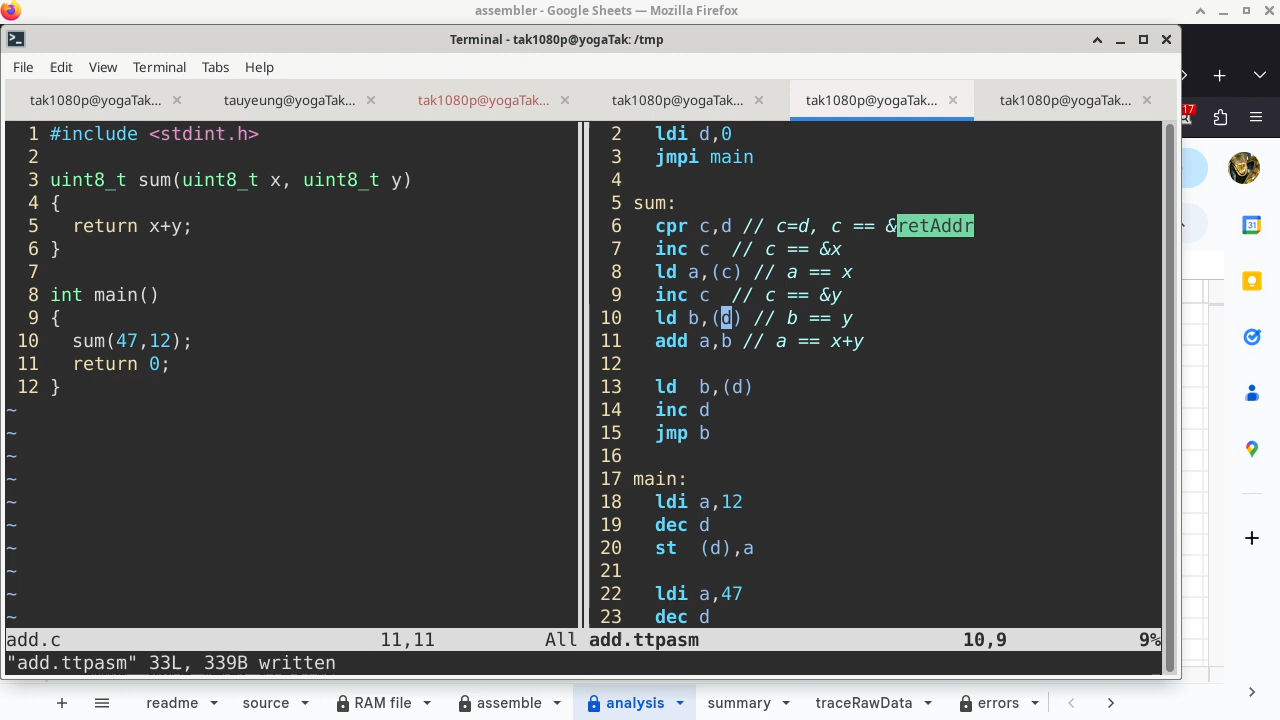 assembler - Google Sheets — Mozilla Firefox
Terminal - tak1080p@yogaTak: /tmp
File Edit View Terminal Tabs Help
tak1080p@yogaTak... tauyeung@yogaTak... tak1080p@yogaTak... tak1080p@yogaTak... tak1080p@yogaTak... tak1080p@yogaTak...
17
31
1 #include <stdint.h>
2
3 uint8_t sum(uint8_t x, uint8_t y)
4 {
5   return x+y;
6 }
7
8 int main()
9 {
10   sum(47,12);
11   return 0;
12 }
~
~
~
~
~
~
~
~
~
~
add.c 11,11 All
2   ldi d,0
3   jmpi main
4
5 sum:
6   cpr c,d // c=d, c == &retAddr
7   inc c  // c == &x
8   ld a,(c) // a == x
9   inc c  // c == &y
10   ld b,(d) // b == y
11   add a,b // a == x+y
12
13   ld  b,(d)
14   inc d
15   jmp b
16
17 main:
18   ldi a,12
19   dec d
20   st  (d),a
21
22   ldi a,47
23   dec d
add.ttpasm 10,9 9%
"add.ttpasm" 33L, 339B written
readme source RAM file assemble analysis summary traceRawData errors